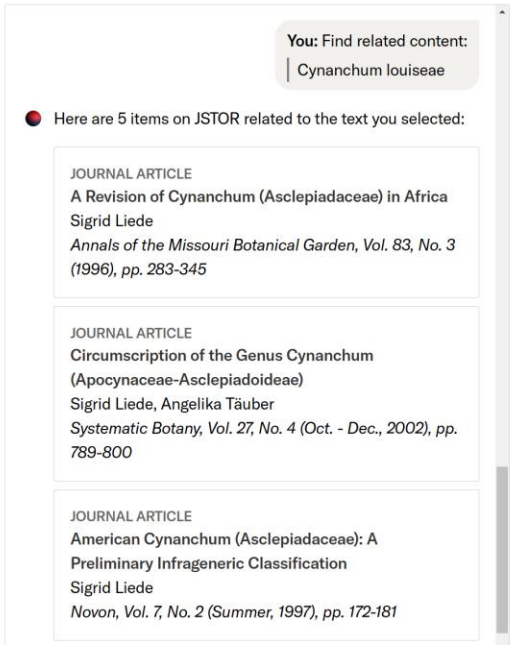 You: Find related content:
Cynanchum louiseae
Here are 5 items on JSTOR related to the text you selected:
JOURNAL ARTICLE
A Revision of Cynanchum (Asclepiadaceae) in Africa
Sigrid Liede
Annals of the Missouri Botanical Garden, Vol. 83, No. 3
(1996), pp. 283-345
JOURNAL ARTICLE
Circumscription of the Genus Cynanchum
(Apocynaceae-Asclepiadoideae)
Sigrid Liede, Angelika Täuber
Systematic Botany, Vol. 27, No. 4 (Oct. - Dec., 2002), pp.
789-800
JOURNAL ARTICLE
American Cynanchum (Asclepiadaceae): A
Preliminary Infrageneric Classification
Sigrid Liede
Novon, Vol. 7, No. 2 (Summer, 1997), pp. 172-181